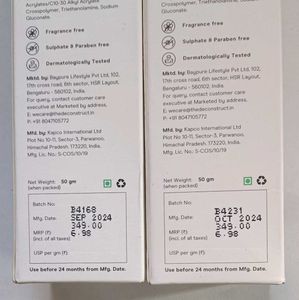 Acrylates/C10-30 Alkyl Acrylate
Crosspolymer, Triethanolamine, Sodium
Gluconate.
Fragrance free
Sulphate & Paraben free
Dermatologically Tested
Mktd. by: Baypure Lifestyle Pvt Ltd, 102,
17th cross road, 6th sector, HSR Layout,
Bengaluru - 560102, India.
For query, contact customer care
executive at Marketed by address,
E: wecare@thedeconstruct.in
P: +91 8047105772
Mfg. by: Kapco International Ltd
Plot No 10-11, Sector-3, Parwanoo,
Himachal Pradesh. 173220, India,
Mfg. Lic. No.: S-COS/10/19
Net Weight: 50 gm
(when packed)
Batch No.
B4168
Mfg. Date: SEP 2024
MRP (₹) 349.00
(incl. of all taxes) 6.98
USP per gm (₹)
Use before 24 months from Mfg. Date.
Crosspolymer, Triethanolamine, Sodium
Gluconate.
Fragrance free
Sulphate & Paraben free
Dermatologically Tested
Mktd. by: Baypure Lifestyle Pvt Ltd, 102,
17th cross road, 6th sector, HSR Layout,
Bengaluru - 560102, India.
For query, contact customer care
executive at Marketed by address,
E: wecare@thedeconstruct.in
P: +91 8047105772
Mfg. by: Kapco International Ltd
Plot No 10-11, Sector-3, Parwanoo,
Himachal Pradesh. 173220, India,
Mfg. Lic. No.: S-COS/10/19
Net Weight: 50 gm
(when packed)
Batch No.
B4231
Mfg. Date: OCT 2024
MRP (₹) 349.00
(incl. of all taxes) 6.98
USP per gm (₹)
Use before 24 months from Mfg. Date.